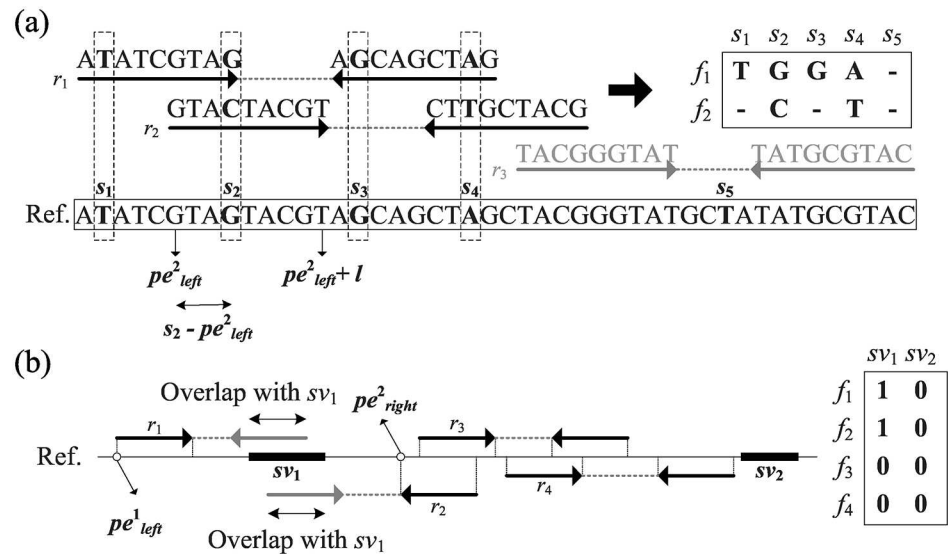 (a)
s1 s2 s3 s4 s5
ATATCGTAG AGCAGCTAG
r1
f1 T G G A -
f2 - C - T -
GTACTACGT CTTGCTACG
r2
TACGGGTAT TATGCGTAC
r3
s1 s2 s3 s4 s5
Ref. ATATCGTAGTACGTAGCAGCTAGCTACGGGTATGCTATATGCGTAC
pe²left pe²left + l
s2 - pe²left
(b)
sv1 sv2
Overlap with sv1 pe²right
f1 1 0
r1 r3
f2 1 0
Ref. sv1 sv2
f3 0 0
r2 r4
f4 0 0
pe¹left
Overlap with sv1